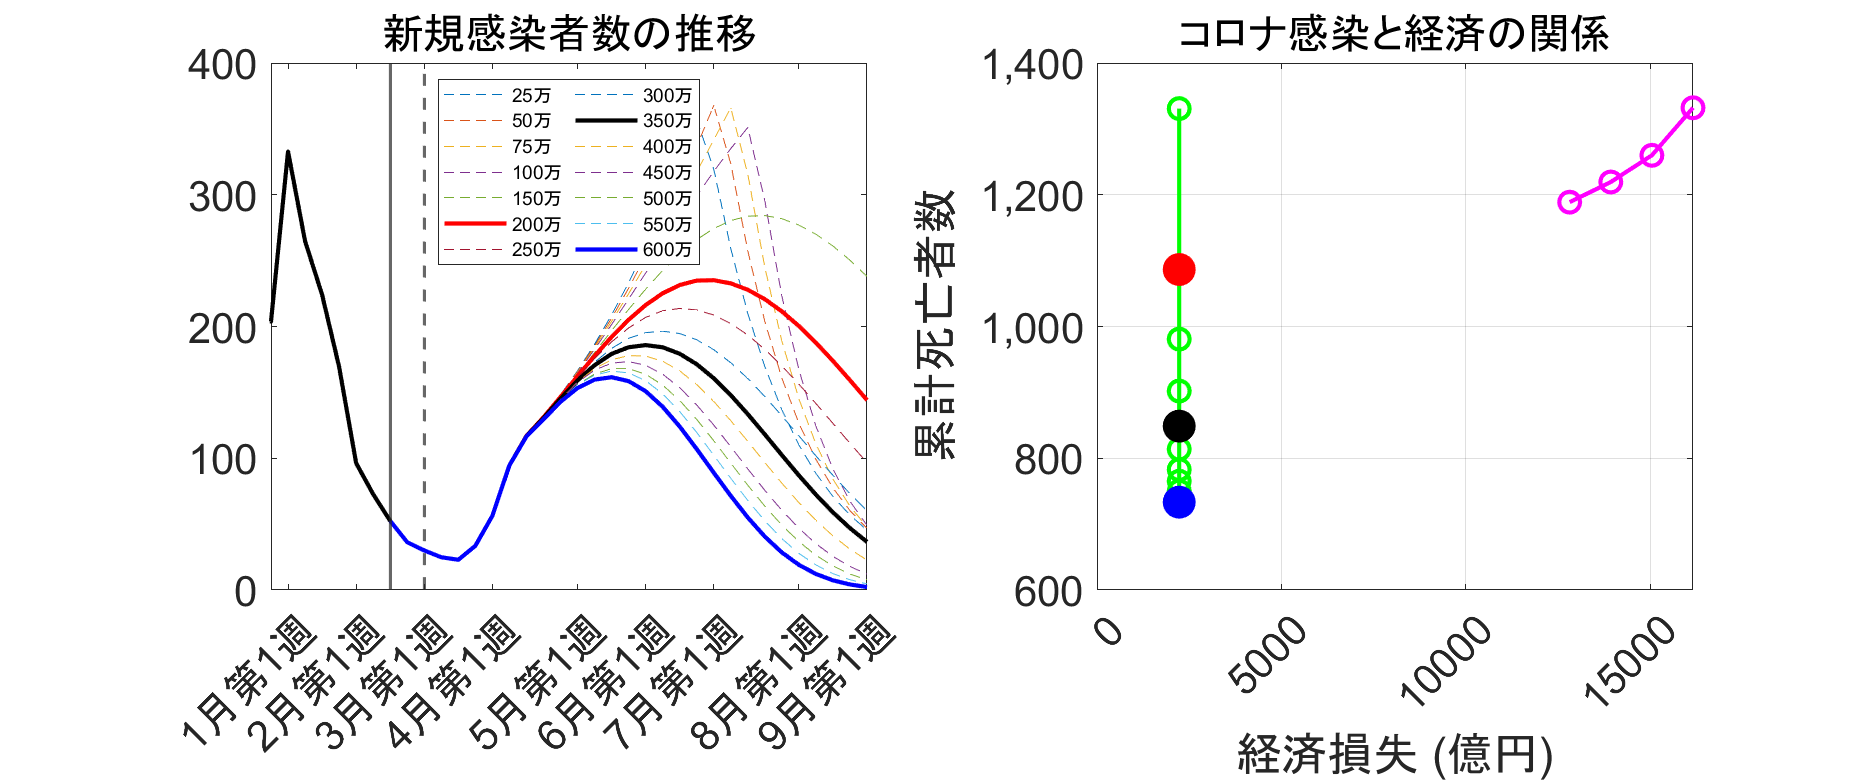 新規感染者数の推移
400
300
200
100
0
25万
50万
75万
100万
150万
200万
250万
300万
350万
400万
450万
500万
550万
600万
1月第1週
2月第1週
3月第1週
4月第1週
5月第1週
6月第1週
7月第1週
8月第1週
9月第1週
コロナ感染と経済の関係
累計死亡者数
1,400
1,200
1,000
800
600
0
5000
10000
15000
経済損失 (億円)